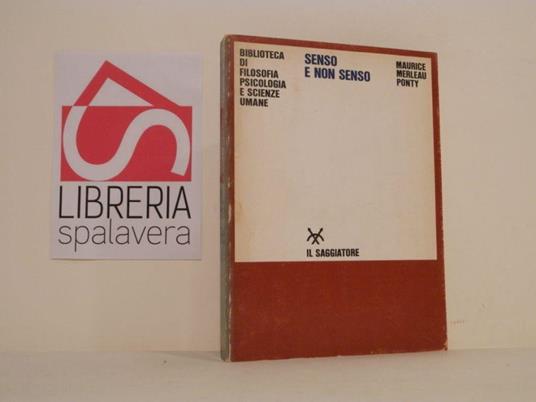 LIBRERIA
spalavera
BIBLIOTECA
DI
FILOSOFIA
PSICOLOGIA
E SCIENZE
UMANE
SENSO
E NON SENSO
MAURICE
MERLEAU
PONTY
IL SAGGIATORE